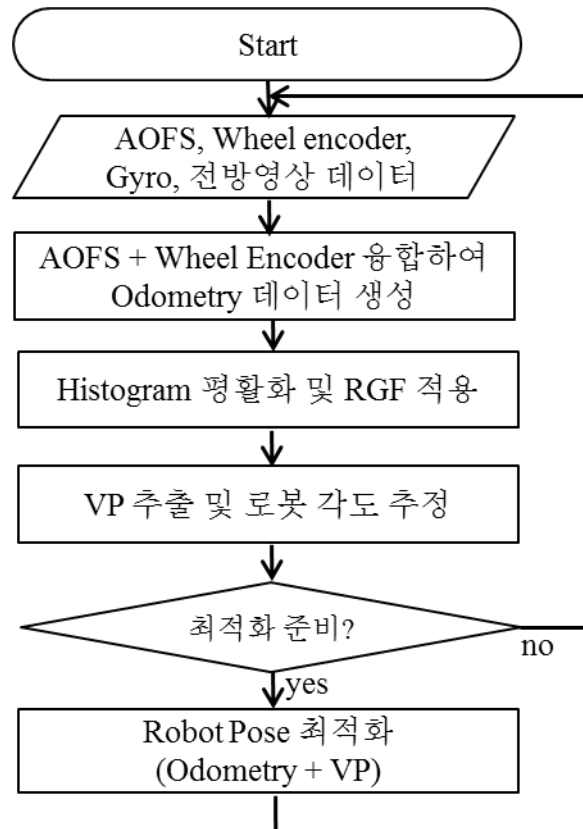 Start
AOFS, Wheel encoder,
Gyro, 전방영상 데이터
AOFS + Wheel Encoder 융합하여
Odometry 데이터 생성
Histogram 평활화 및 RGF 적용
VP 추출 및 로봇 각도 추정
최적화 준비?
no
yes
Robot Pose 최적화
(Odometry + VP)